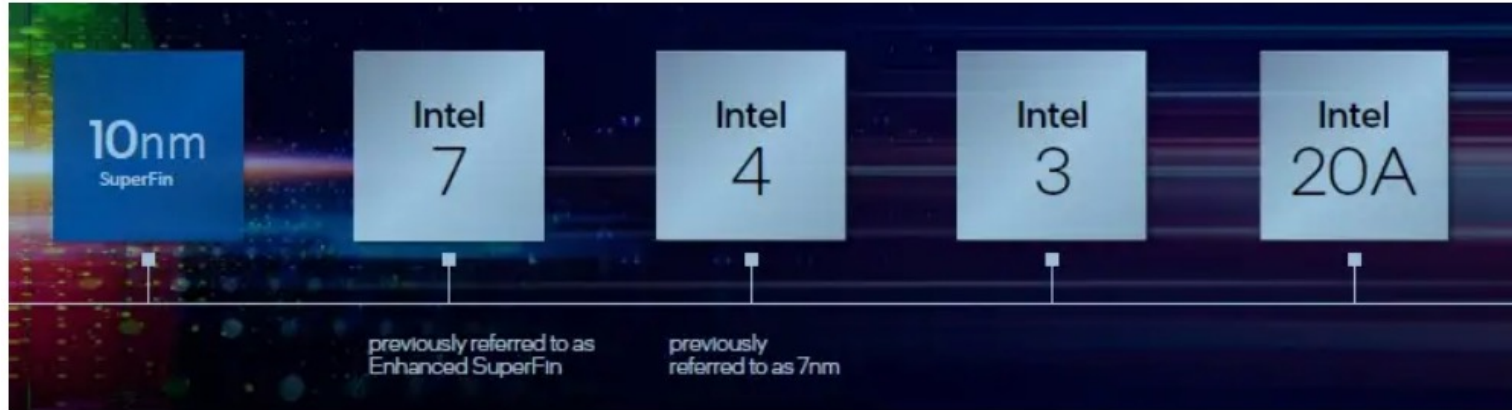 10nm
SuperFin
Intel
7
Intel
4
Intel
3
Intel
20A
previously referred to as
Enhanced SuperFin
previously
referred to as 7nm